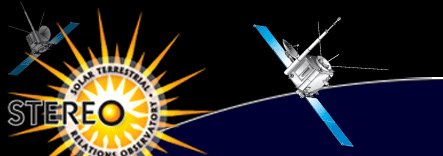 SOLAR TERRESTRIAL
STEREO
RELATIONS OBSERVATORY